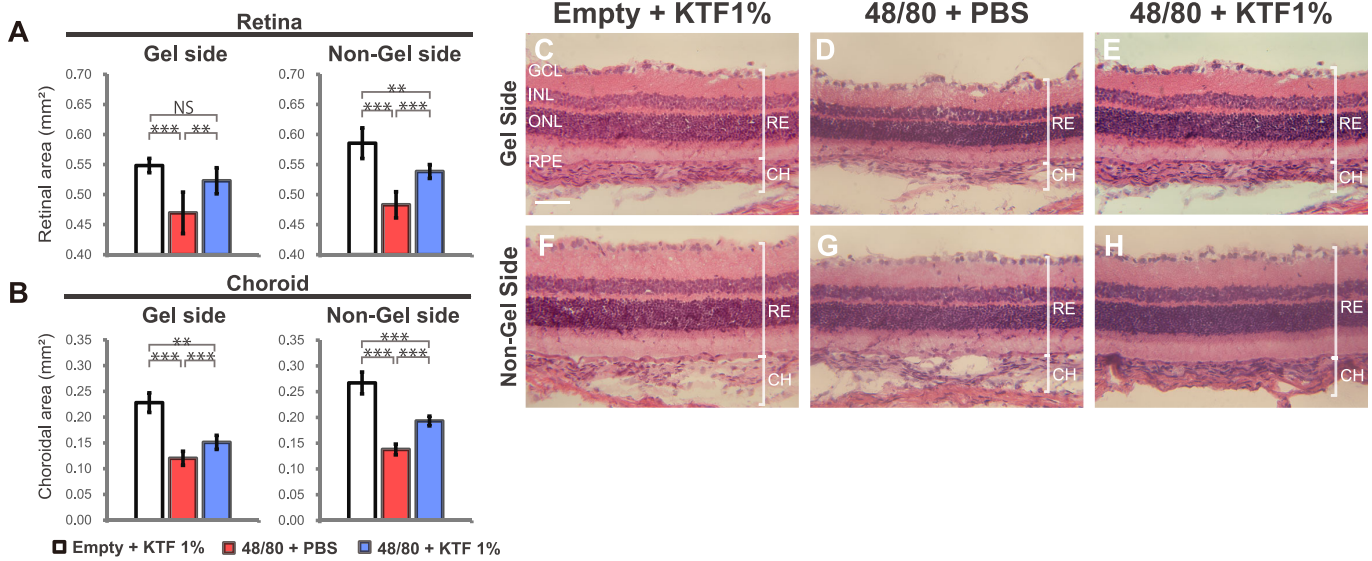 A
Retina
Gel side
Non-Gel side
Retinal area (mm²)
0.70
0.65
0.60
0.55
0.50
0.45
0.40
NS
***
**
0.70
0.65
0.60
0.55
0.50
0.45
0.40
**
***
***
B
Choroid
Gel side
Non-Gel side
Choroidal area (mm²)
0.35
0.30
0.25
0.20
0.15
0.10
0.05
0.00
**
***
***
0.35
0.30
0.25
0.20
0.15
0.10
0.05
0.00
***
***
***
Empty + KTF 1%
48/80 + PBS
48/80 + KTF 1%
Empty + KTF1%
48/80 + PBS
48/80 + KTF1%
Gel Side
C
GCL
INL
ONL
RPE
RE
CH
D
RE
CH
E
RE
CH
Non-Gel Side
F
RE
CH
G
RE
CH
H
RE
CH